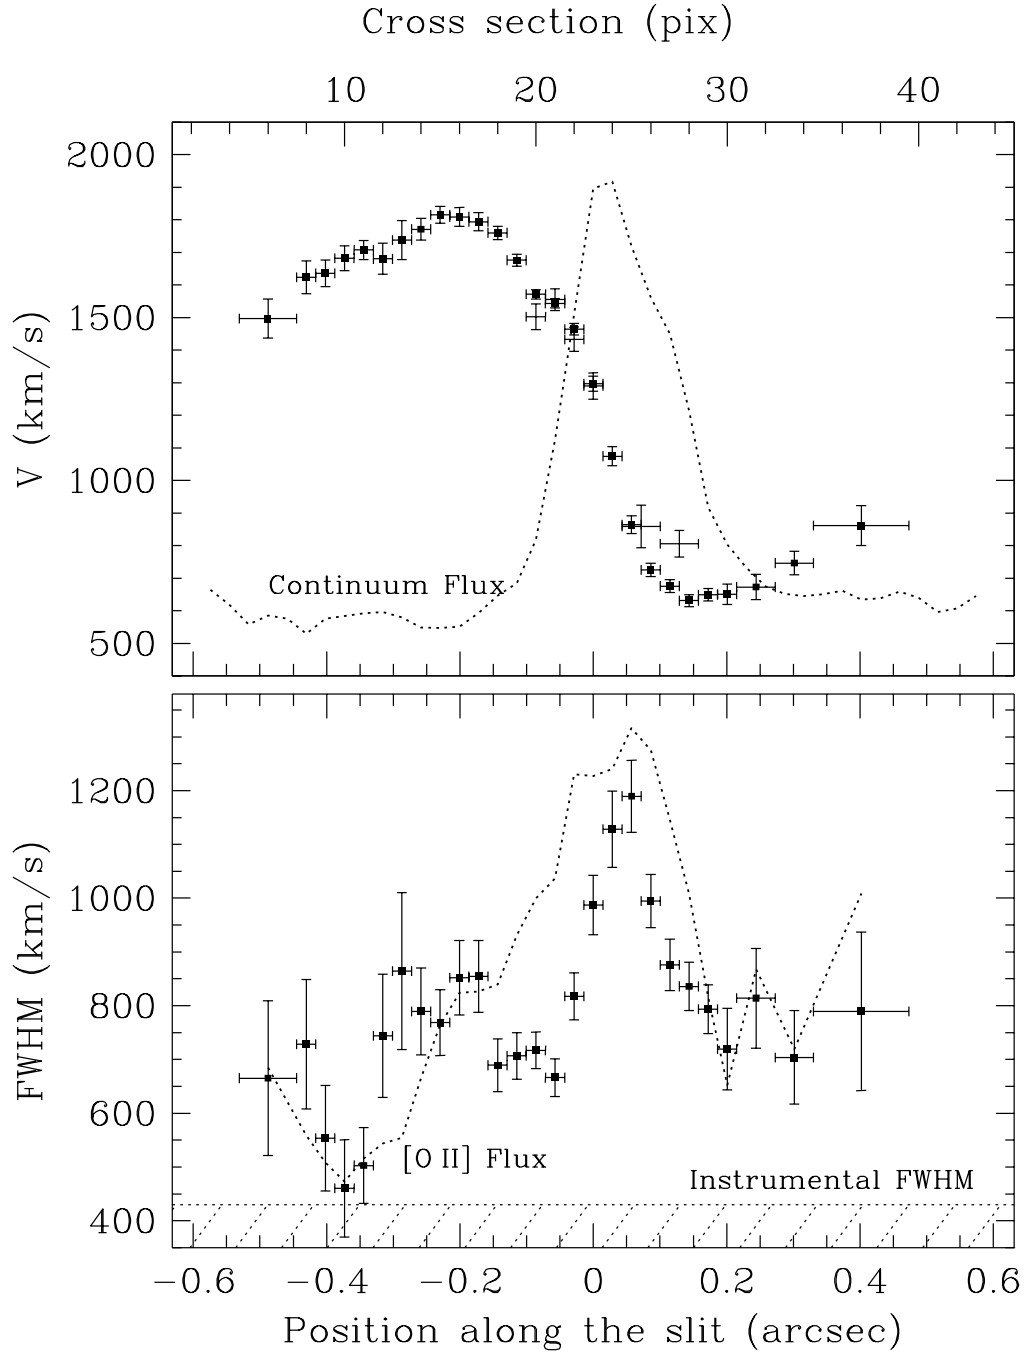 Cross section (pix)
10 20 30 40
2000
1500
1000
500
V (km/s)
Continuum Flux
1200
1000
800
600
400
FWHM (km/s)
[O II] Flux
Instrumental FWHM
−0.6 −0.4 −0.2 0 0.2 0.4 0.6
Position along the slit (arcsec)